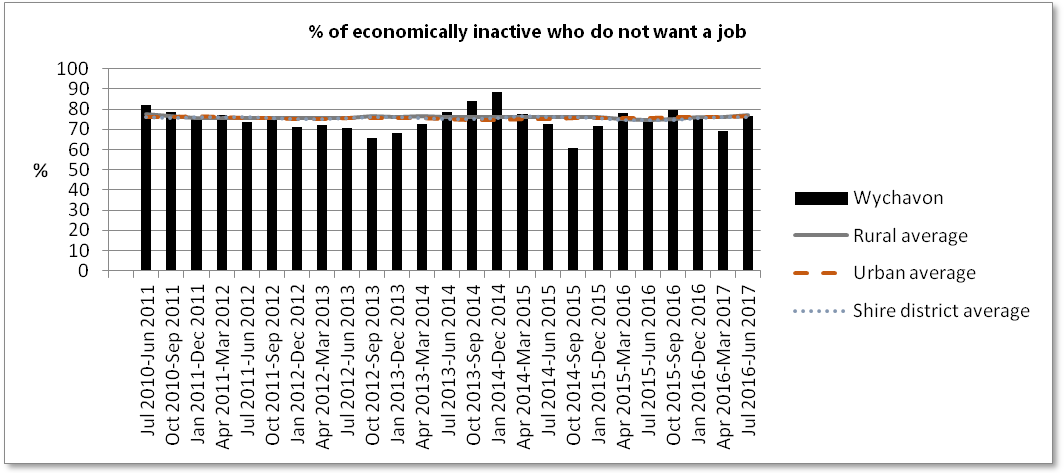 % of economically inactive who do not want a job
100
90
80
70
60
50
40
30
20
10
0
%
Jul 2010-Jun 2011
Oct 2010-Sep 2011
Jan 2011-Dec 2011
Apr 2011-Mar 2012
Jul 2011-Jun 2012
Oct 2011-Sep 2012
Jan 2012-Dec 2012
Apr 2012-Mar 2013
Jul 2012-Jun 2013
Oct 2012-Sep 2013
Jan 2013-Dec 2013
Apr 2013-Mar 2014
Jul 2013-Jun 2014
Oct 2013-Sep 2014
Jan 2014-Dec 2014
Apr 2014-Mar 2015
Jul 2014-Jun 2015
Oct 2014-Sep 2015
Jan 2015-Dec 2015
Apr 2015-Mar 2016
Jul 2015-Jun 2016
Oct 2015-Sep 2016
Jan 2016-Dec 2016
Apr 2016-Mar 2017
Jul 2016-Jun 2017
Wychavon
Rural average
Urban average
Shire district average